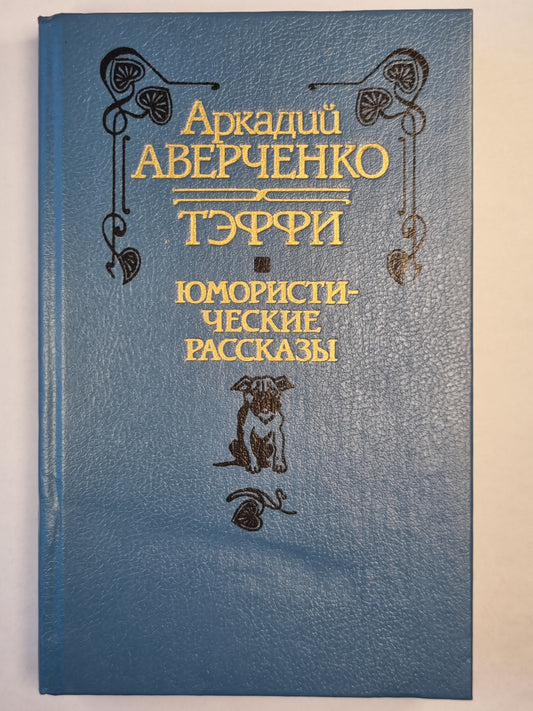 Аркадий
АВЕРЧЕНКО
ТЭФФИ
ЮМОРИСТИ-
ЧЕСКИЕ
РАССКАЗЫ